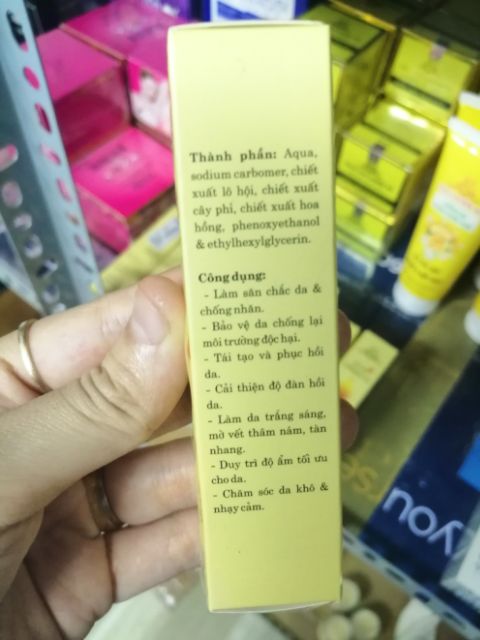 Thành phần: Aqua,
sodium carbomer, chiết
xuất lô hội, chiết xuất
cây phỉ, chiết xuất hoa
hồng, phenoxyethanol
& ethylhexylglycerin.
Công dụng:
- Làm săn chắc da &
chống nhăn.
- Bảo vệ da chống lại
môi trường độc hại.
- Tái tạo và phục hồi
da.
- Cải thiện độ đàn hồi
da.
- Làm da trắng sáng,
mờ vết thâm nám, tàn
nhang.
- Duy trì độ ẩm tối ưu
cho da.
- Chăm sóc da khô &
nhạy cảm.
you